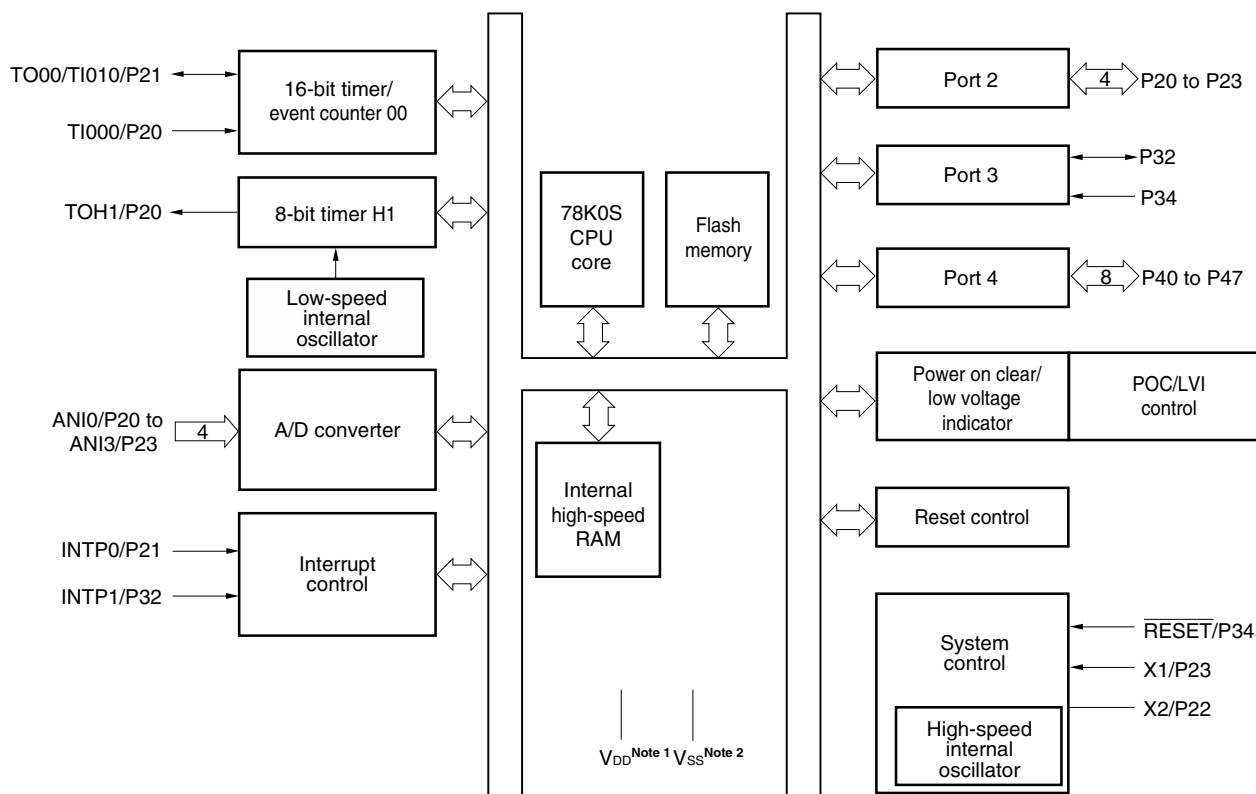 TO00/TI010/P21
TI000/P20
16-bit timer/
event counter 00
TOH1/P20
8-bit timer H1
Low-speed
internal
oscillator
ANI0/P20 to
ANI3/P23
4
A/D converter
INTP0/P21
INTP1/P32
Interrupt
control
78K0S
CPU
core
Flash
memory
Internal
high-speed
RAM
VDD Note 1 VSS Note 2
Port 2
4
P20 to P23
Port 3
P32
P34
Port 4
8
P40 to P47
Power on clear/
low voltage
indicator
POC/LVI
control
Reset control
System
control
RESET/P34
X1/P23
X2/P22
High-speed
internal
oscillator